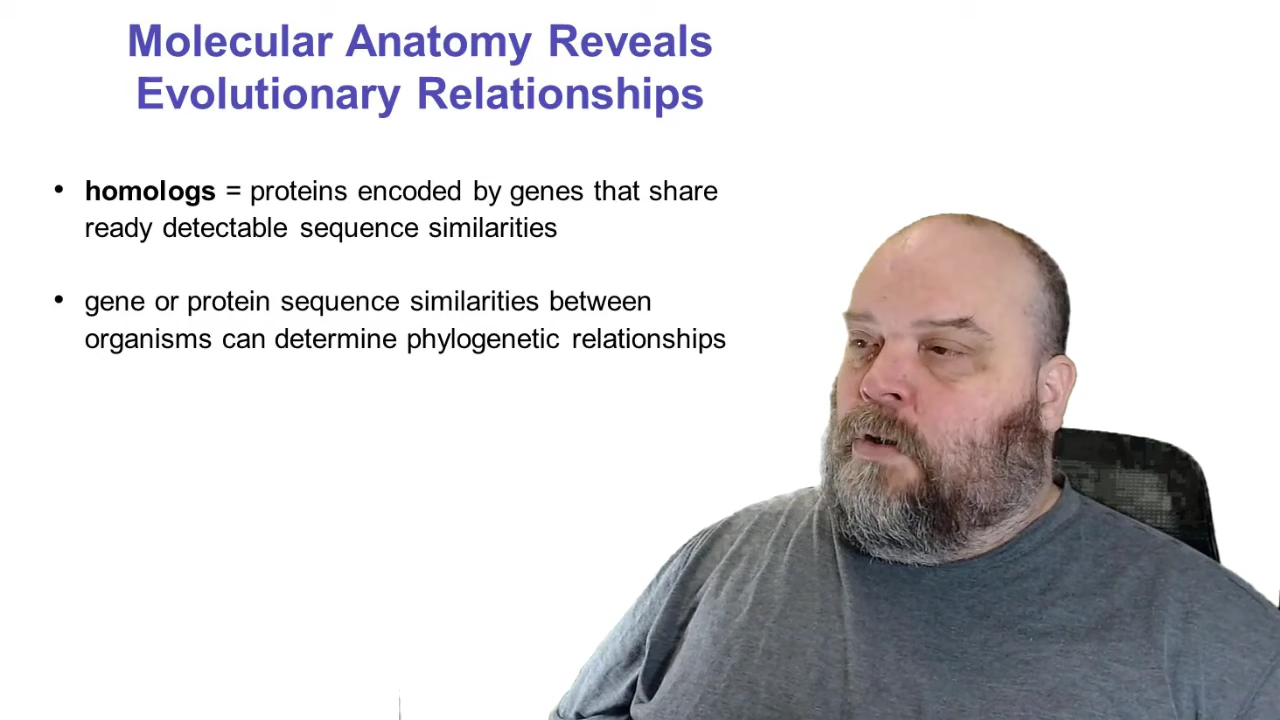 Molecular Anatomy Reveals
Evolutionary Relationships
• homologs = proteins encoded by genes that share
ready detectable sequence similarities
• gene or protein sequence similarities between
organisms can determine phylogenetic relationships